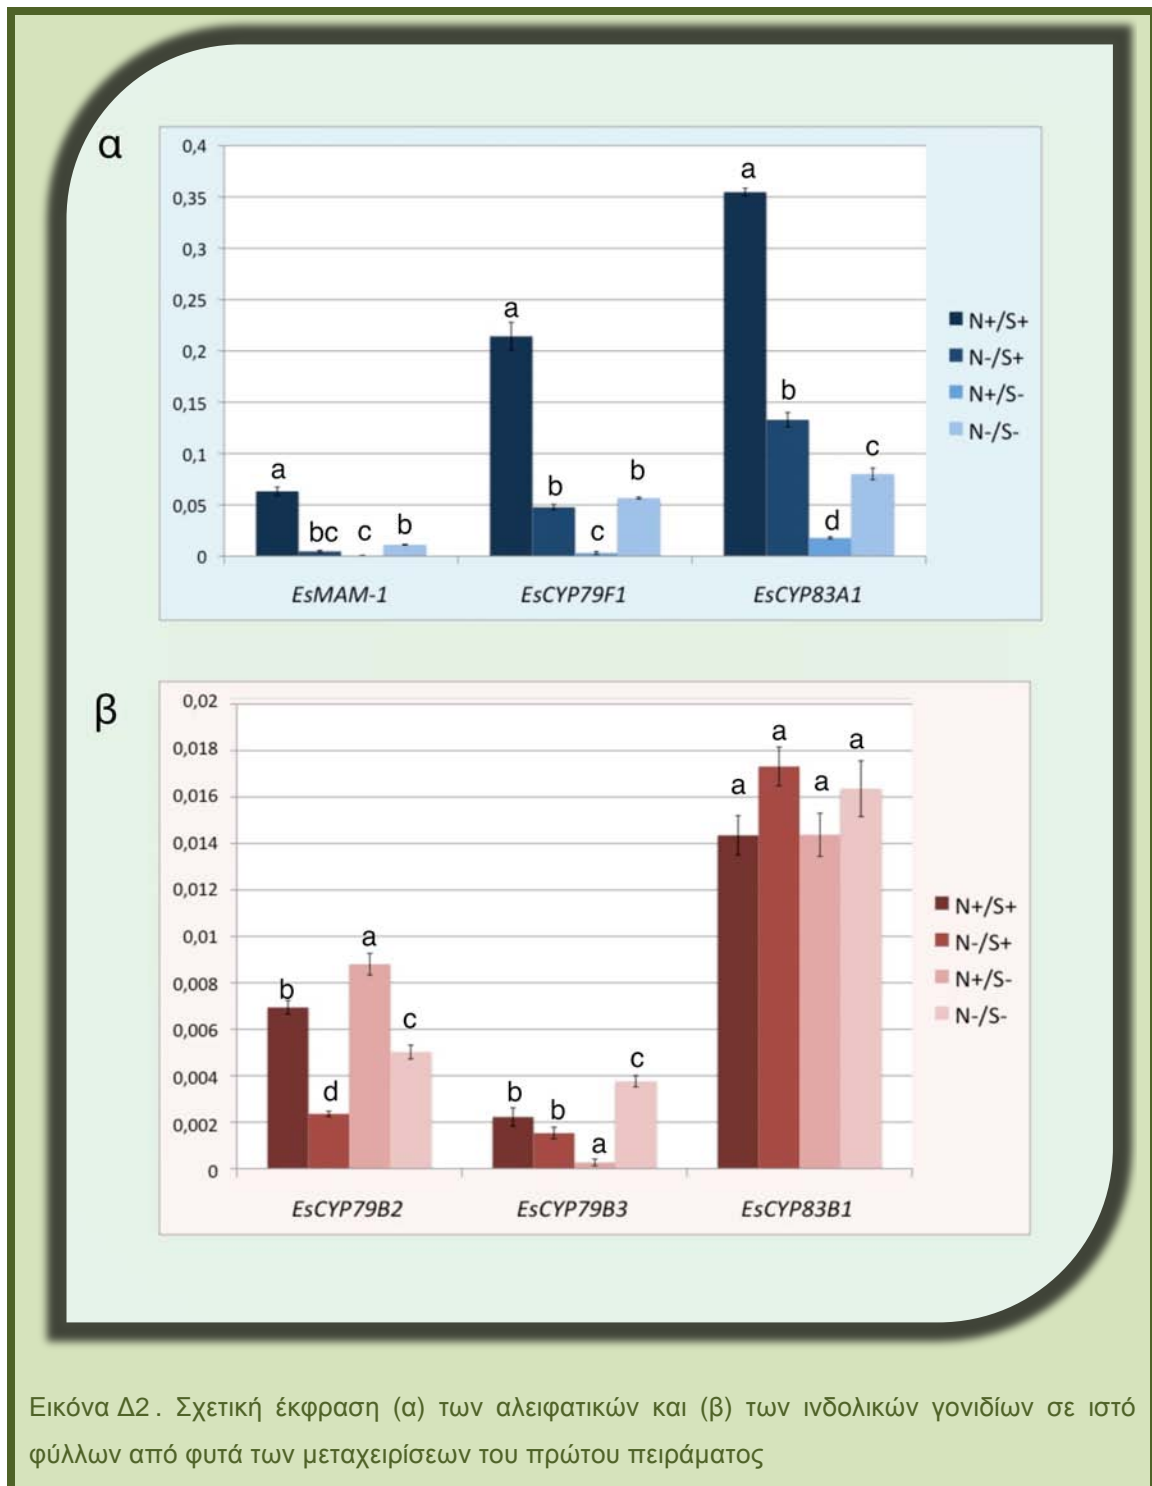 α
0,4
0,35
0,3
0,25
0,2
0,15
0,1
0,05
0
a
bc
c
b
a
b
c
b
a
b
d
c
EsMAM-1 EsCYP79F1 EsCYP83A1
N+/S+
N-/S+
N+/S-
N-/S-
β
0,02
0,018
0,016
0,014
0,012
0,01
0,008
0,006
0,004
0,002
0
b
d
a
c
b
b
a
c
a
a
a
a
EsCYP79B2 EsCYP79B3 EsCYP83B1
N+/S+
N-/S+
N+/S-
N-/S-
Εικόνα Δ2 . Σχετική έκφραση (α) των αλειφατικών και (β) των ινδολικών γονιδίων σε ιστό
φύλλων από φυτά των μεταχειρίσεων του πρώτου πειράματος